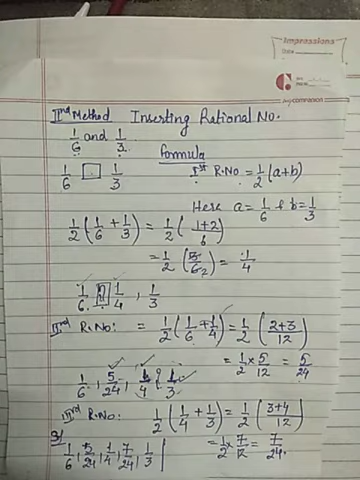 Impressions
Date
my companion
IInd Method Inserting Rational No.
1/6 and 1/3.
Formula
1/6 □ 1/3 Ist R.No = 1/2 (a+b)
Here a = 1/6 & b = 1/3
1/2 (1/6 + 1/3) = 1/2 (1+2/6)
= 1/2 (3/6 2) = 1/4
1/6, □ 1/4, 1/3
IInd R.No: = 1/2 (1/6 + 1/4) = 1/2 (2+3/12)
= 1/2 × 5/12 = 5/24
1/6, 5/24, 1/4, 1/3
IIIrd R.No: 1/2 (1/4 + 1/3) = 1/2 (3+4/12)
1/6, 5/24, 1/4, 7/24, 1/3 = 1/2 × 7/12 = 7/24.